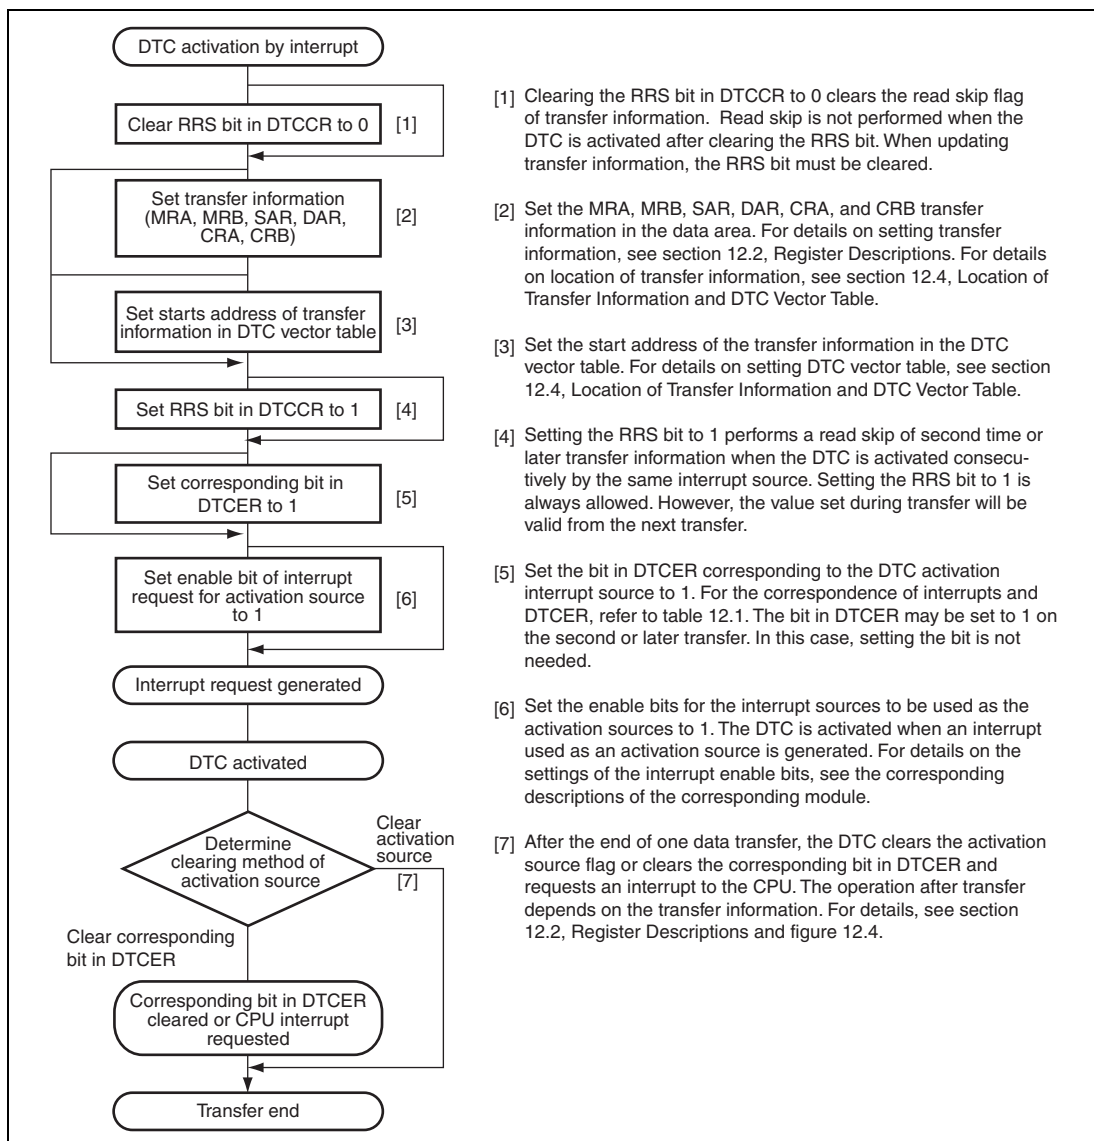 DTC activation by interrupt
Clear RRS bit in DTCCR to 0
[1]
Set transfer information
(MRA, MRB, SAR, DAR,
CRA, CRB)
[2]
Set starts address of transfer
information in DTC vector table
[3]
Set RRS bit in DTCCR to 1
[4]
Set corresponding bit in
DTCER to 1
[5]
Set enable bit of interrupt
request for activation source
to 1
[6]
Interrupt request generated
DTC activated
Determine
clearing method of
activation source
Clear
activation
source
[7]
Clear corresponding
bit in DTCER
Corresponding bit in DTCER
cleared or CPU interrupt
requested
Transfer end
[1] Clearing the RRS bit in DTCCR to 0 clears the read skip flag
of transfer information. Read skip is not performed when the
DTC is activated after clearing the RRS bit. When updating
transfer information, the RRS bit must be cleared.
[2] Set the MRA, MRB, SAR, DAR, CRA, and CRB transfer
information in the data area. For details on setting transfer
information, see section 12.2, Register Descriptions. For details
on location of transfer information, see section 12.4, Location of
Transfer Information and DTC Vector Table.
[3] Set the start address of the transfer information in the DTC
vector table. For details on setting DTC vector table, see section
12.4, Location of Transfer Information and DTC Vector Table.
[4] Setting the RRS bit to 1 performs a read skip of second time or
later transfer information when the DTC is activated consecu-
tively by the same interrupt source. Setting the RRS bit to 1 is
always allowed. However, the value set during transfer will be
valid from the next transfer.
[5] Set the bit in DTCER corresponding to the DTC activation
interrupt source to 1. For the correspondence of interrupts and
DTCER, refer to table 12.1. The bit in DTCER may be set to 1 on
the second or later transfer. In this case, setting the bit is not
needed.
[6] Set the enable bits for the interrupt sources to be used as the
activation sources to 1. The DTC is activated when an interrupt
used as an activation source is generated. For details on the
settings of the interrupt enable bits, see the corresponding
descriptions of the corresponding module.
[7] After the end of one data transfer, the DTC clears the activation
source flag or clears the corresponding bit in DTCER and
requests an interrupt to the CPU. The operation after transfer
depends on the transfer information. For details, see section
12.2, Register Descriptions and figure 12.4.